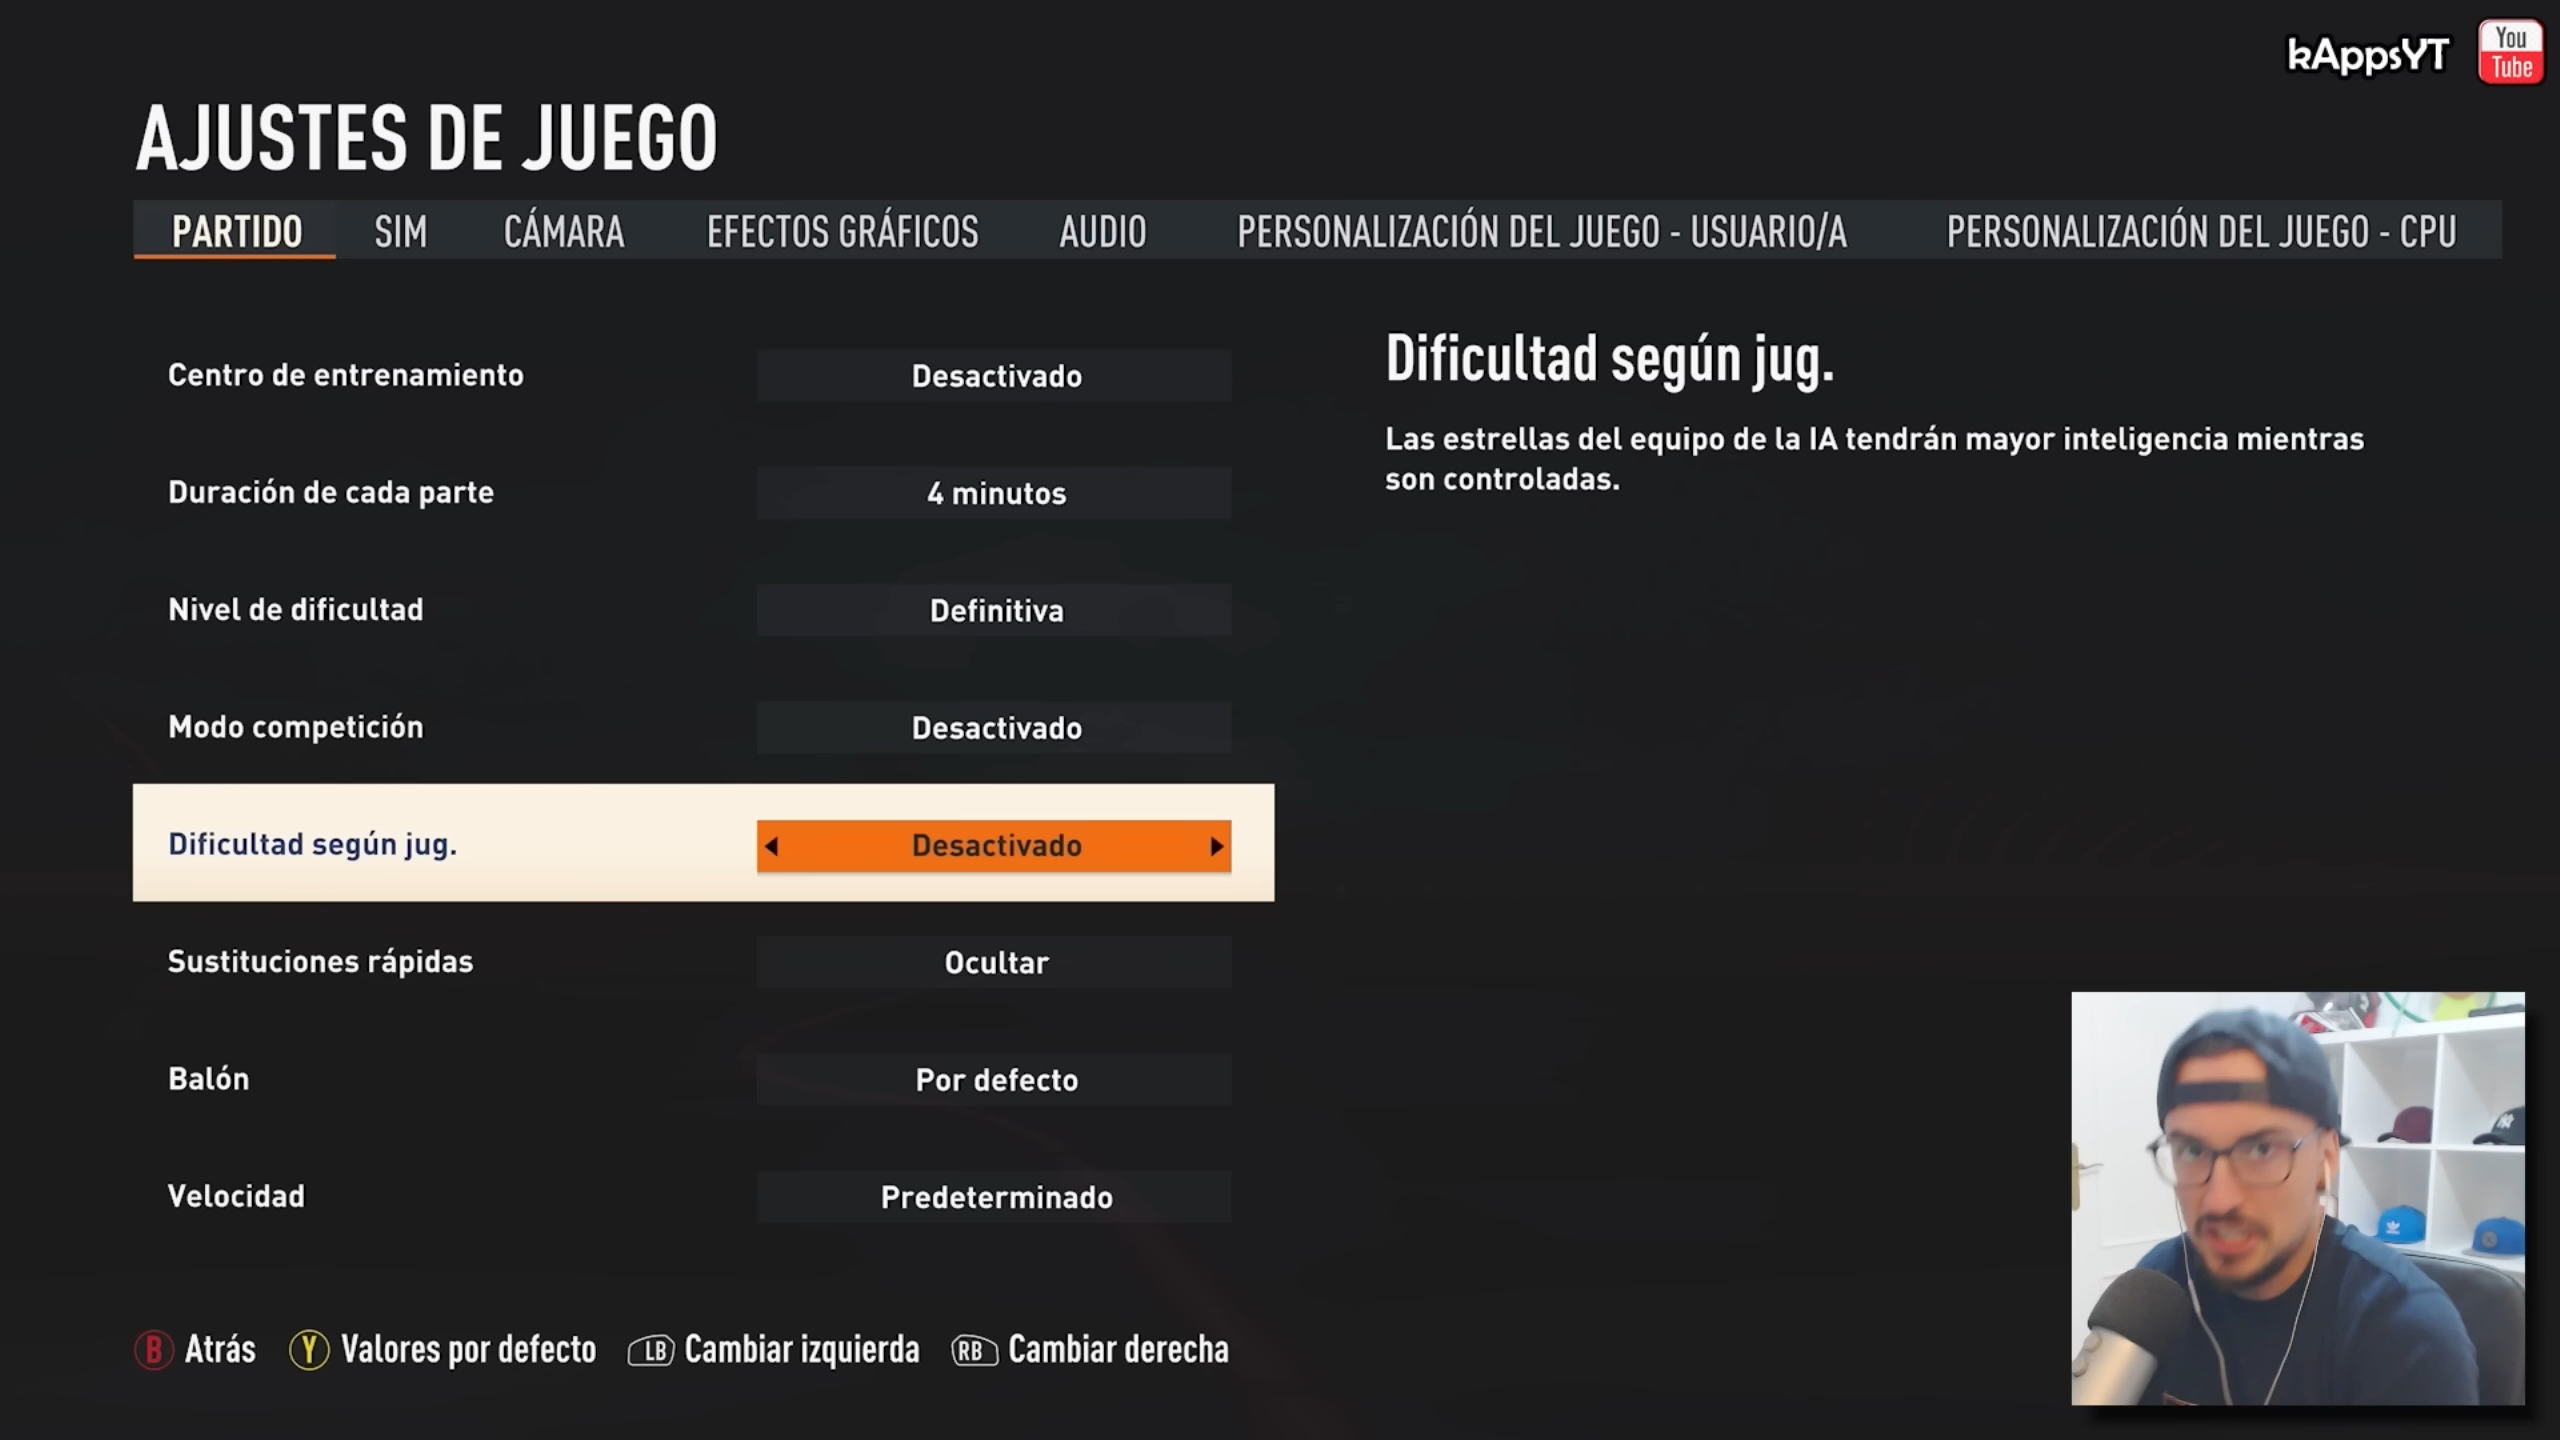 kAppsYT
You
Tube
AJUSTES DE JUEGO
PARTIDO SIM CÁMARA EFECTOS GRÁFICOS AUDIO PERSONALIZACIÓN DEL JUEGO - USUARIO/A PERSONALIZACIÓN DEL JUEGO - CPU
Centro de entrenamiento Desactivado
Duración de cada parte 4 minutos
Nivel de dificultad Definitiva
Modo competición Desactivado
Dificultad según jug. Desactivado
Sustituciones rápidas Ocultar
Balón Por defecto
Velocidad Predeterminado
Dificultad según jug.
Las estrellas del equipo de la IA tendrán mayor inteligencia mientras
son controladas.
B Atrás Y Valores por defecto LB Cambiar izquierda RB Cambiar derecha